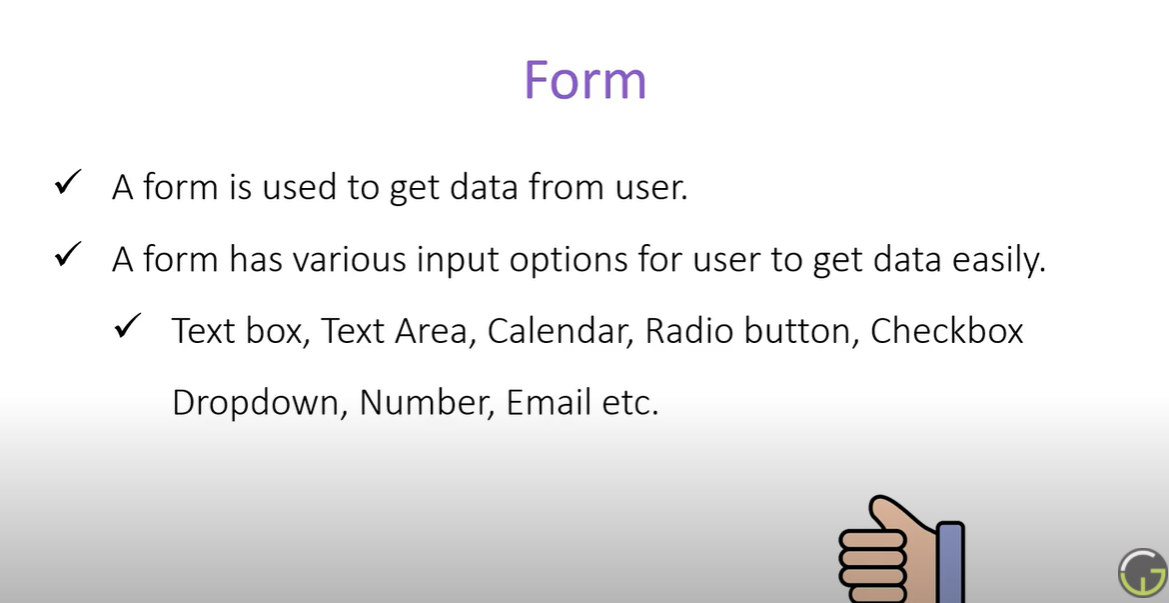 Form
A form is used to get data from user.
A form has various input options for user to get data easily.
Text box, Text Area, Calendar, Radio button, Checkbox
Dropdown, Number, Email etc.